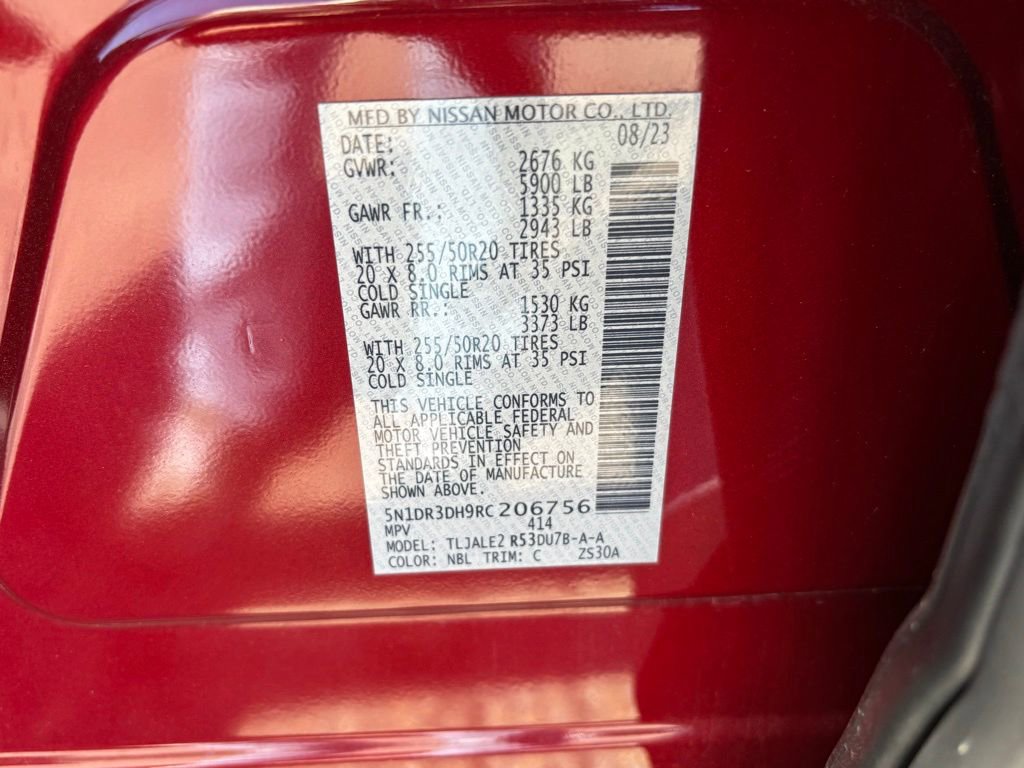 MFD BY NISSAN MOTOR CO., LTD.
DATE: 08/23
GVWR: 2676 KG
5900 LB
GAWR FR.: 1335 KG
2943 LB
WITH 255/50R20 TIRES
20 X 8.0 RIMS AT 35 PSI
COLD SINGLE
GAWR RR.: 1530 KG
3373 LB
WITH 255/50R20 TIRES
20 X 8.0 RIMS AT 35 PSI
COLD SINGLE
THIS VEHICLE CONFORMS TO
ALL APPLICABLE FEDERAL
MOTOR VEHICLE SAFETY AND
THEFT PREVENTION
STANDARDS IN EFFECT ON
THE DATE OF MANUFACTURE
SHOWN ABOVE.
5N1DR3DH9RC206756
MPV 414
MODEL: TLJALE2 R53DU7B-A-A
COLOR: NBL TRIM: C ZS30A